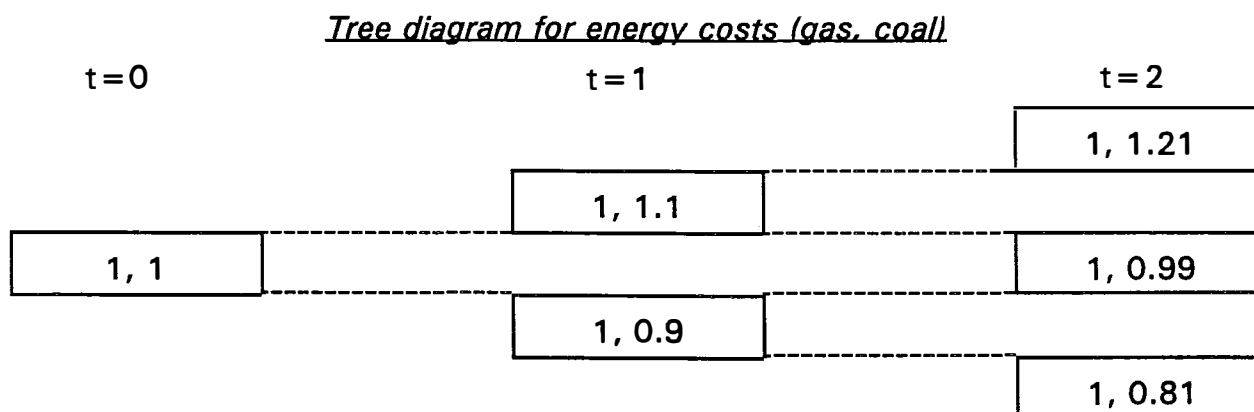 Tree diagram for energy costs (gas, coal)
t=0 t=1 t=2
1, 1.21
1, 1.1
1, 1 1, 0.99
1, 0.9
1, 0.81